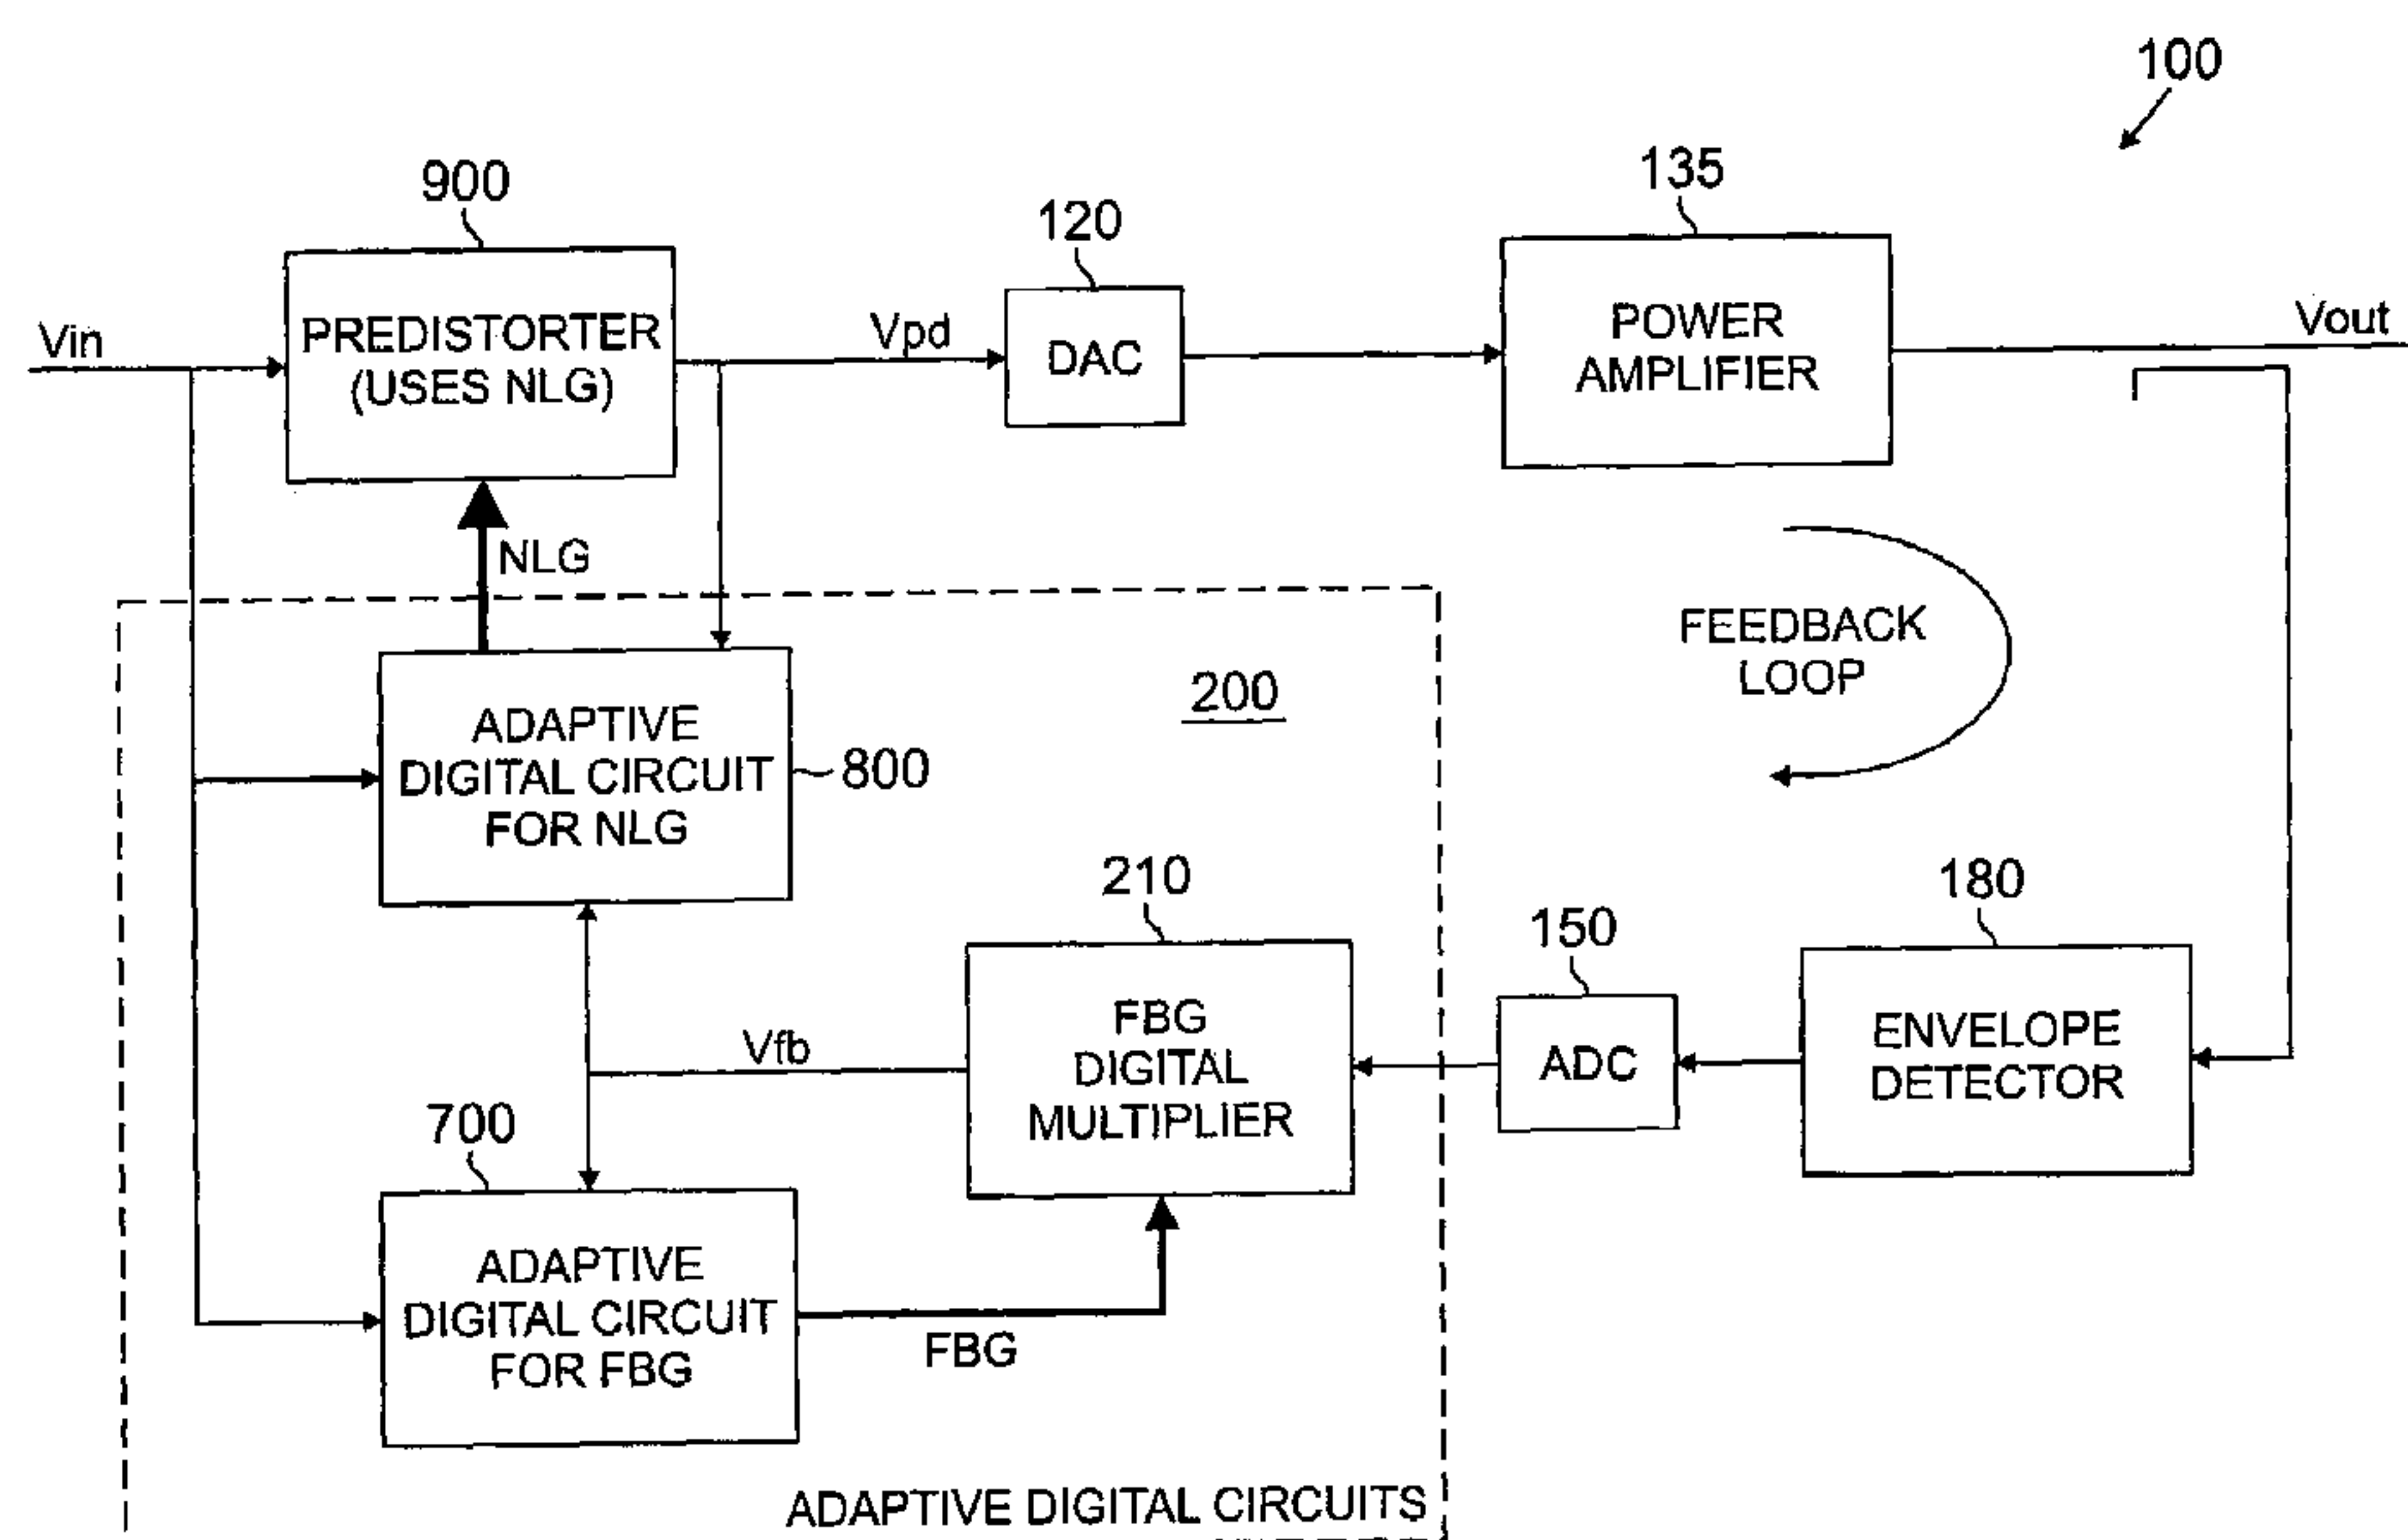 100
900
135
120
Vin
PREDISTORTER
(USES NLG)
Vpd
DAC
POWER
AMPLIFIER
Vout
NLG
FEEDBACK
LOOP
200
ADAPTIVE
DIGITAL CIRCUIT
FOR NLG
800
210
180
150
FBG
DIGITAL
MULTIPLIER
ADC
ENVELOPE
DETECTOR
Vfb
700
ADAPTIVE
DIGITAL CIRCUIT
FOR FBG
FBG
ADAPTIVE DIGITAL CIRCUITS